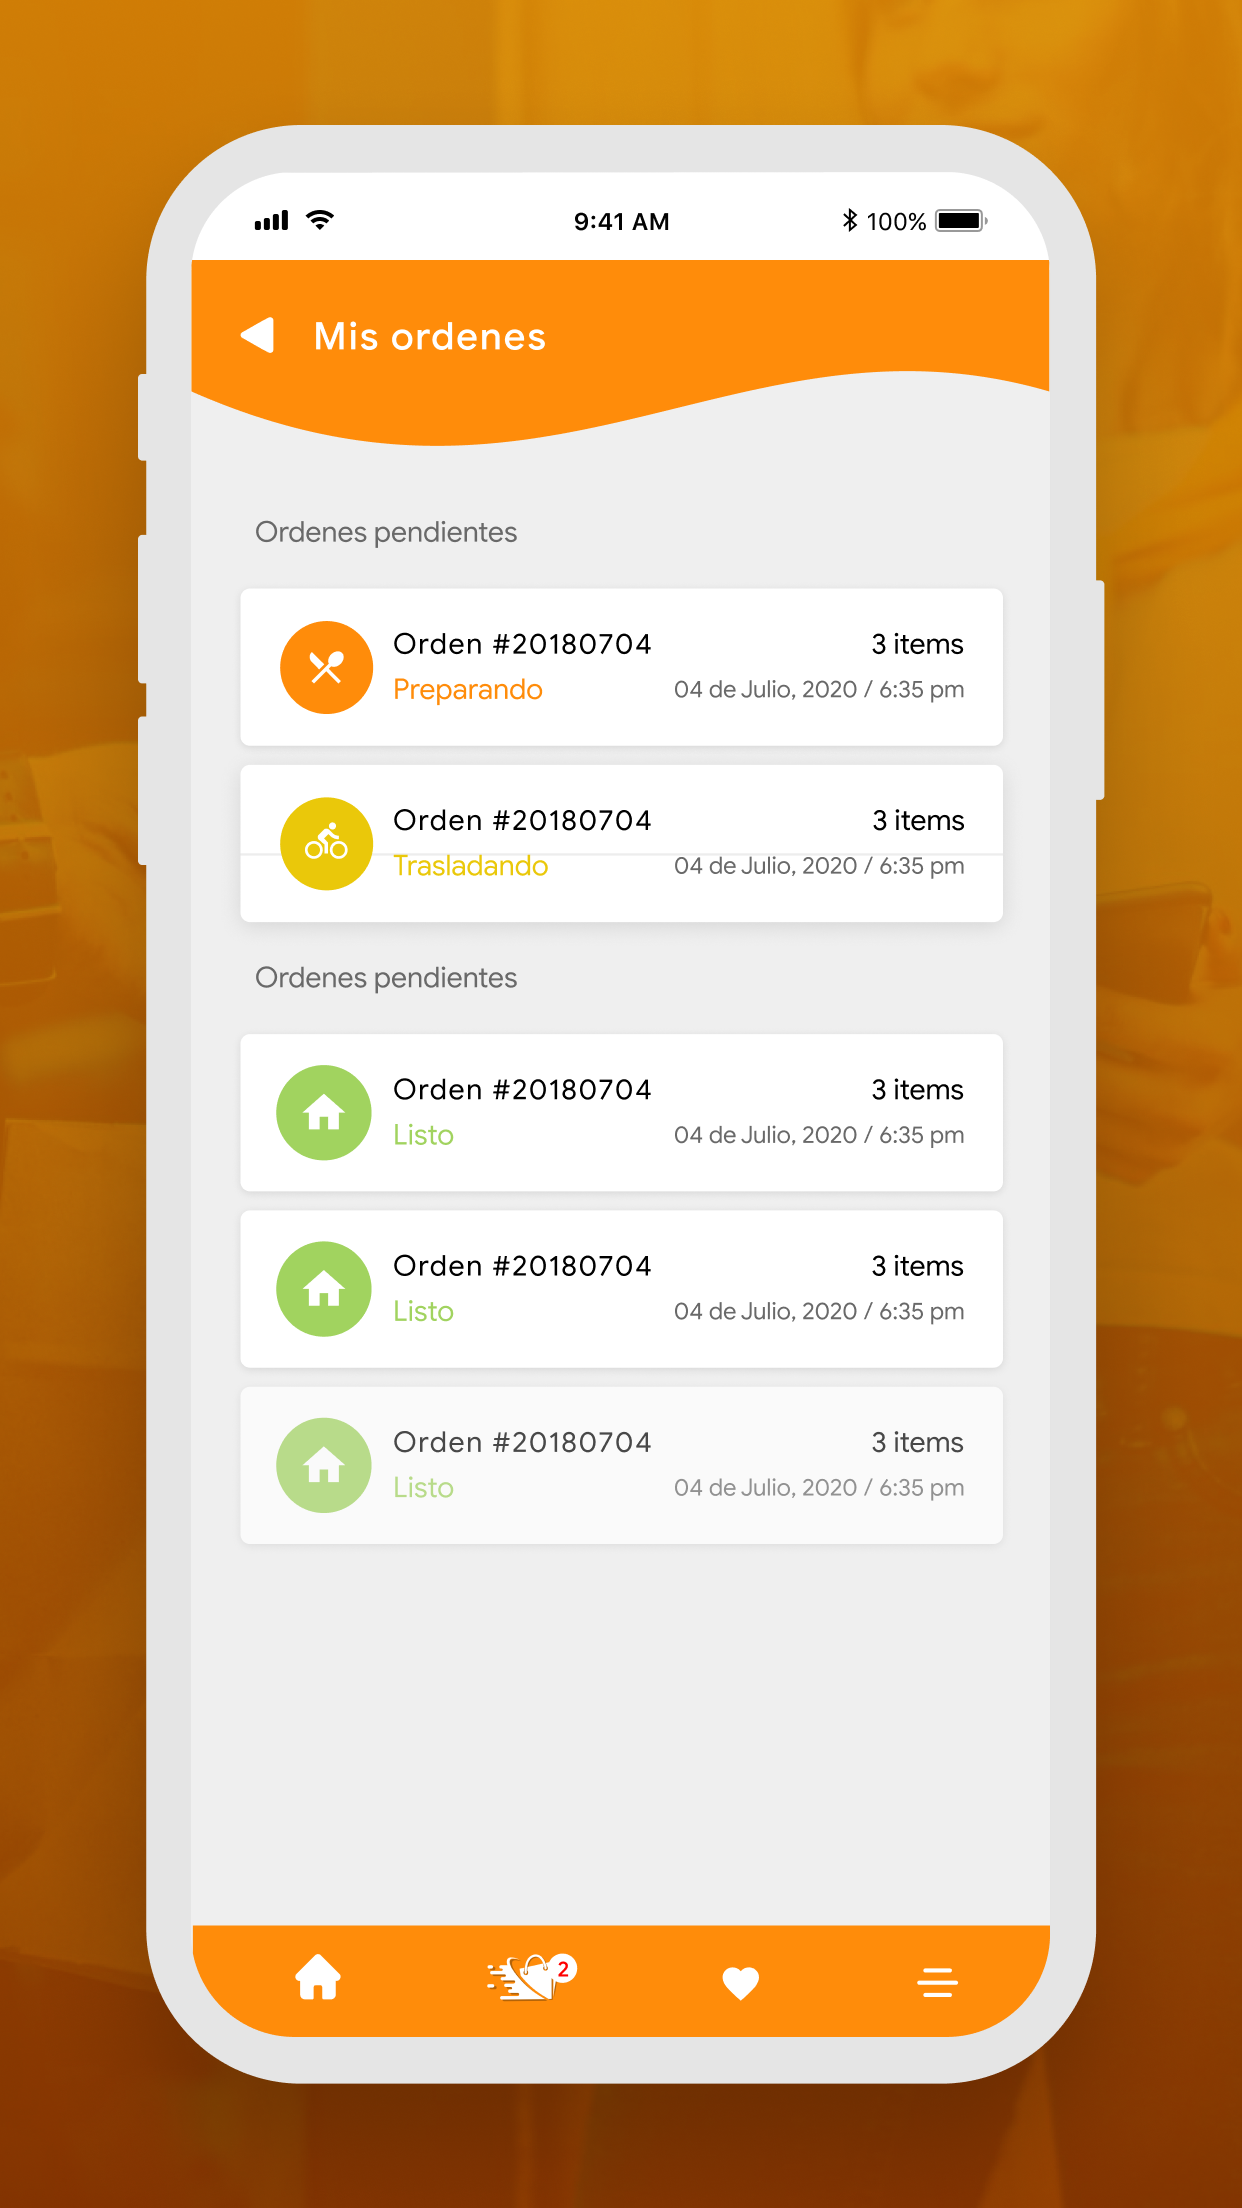 9:41 AM
100%
Mis ordenes
Ordenes pendientes
Orden #20180704
3 items
Preparando
04 de Julio, 2020 / 6:35 pm
Orden #20180704
3 items
Trasladando
04 de Julio, 2020 / 6:35 pm
Ordenes pendientes
Orden #20180704
3 items
Listo
04 de Julio, 2020 / 6:35 pm
Orden #20180704
3 items
Listo
04 de Julio, 2020 / 6:35 pm
Orden #20180704
3 items
Listo
04 de Julio, 2020 / 6:35 pm
2